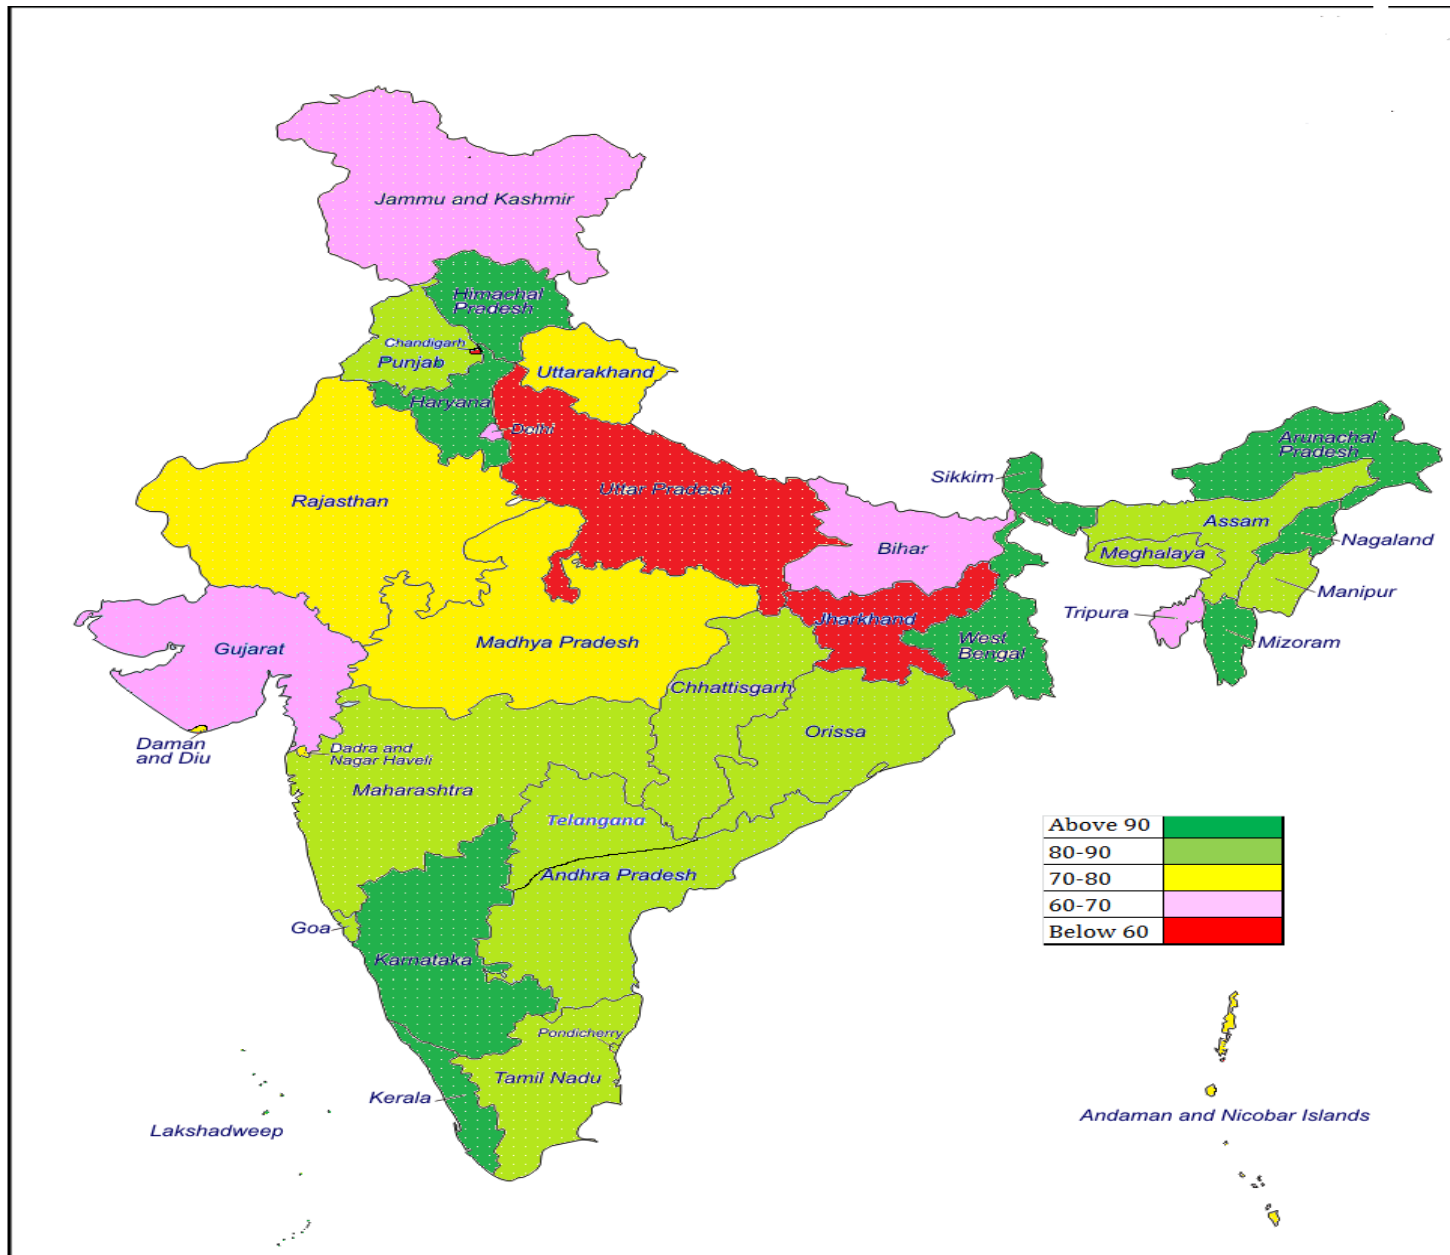 Jammu and Kashmir
Himachal
Pradesh
Chandigarh
Punjab
Uttarakhand
Haryana
Delhi
Arunachal
Pradesh
Sikkim
Uttar Pradesh
Rajasthan
Assam
Nagaland
Bihar
Meghalaya
Manipur
Tripura
Jharkhand
Mizoram
West
Bengal
Gujarat
Madhya Pradesh
Chhattisgarh
Orissa
Daman
and Diu
Dadra and
Nagar Haveli
Maharashtra
Telangana
Above 90
80-90
70-80
60-70
Below 60
Andhra Pradesh
Goa
Karnataka
Pondicherry
Tamil Nadu
Kerala
Lakshadweep
Andaman and Nicobar Islands